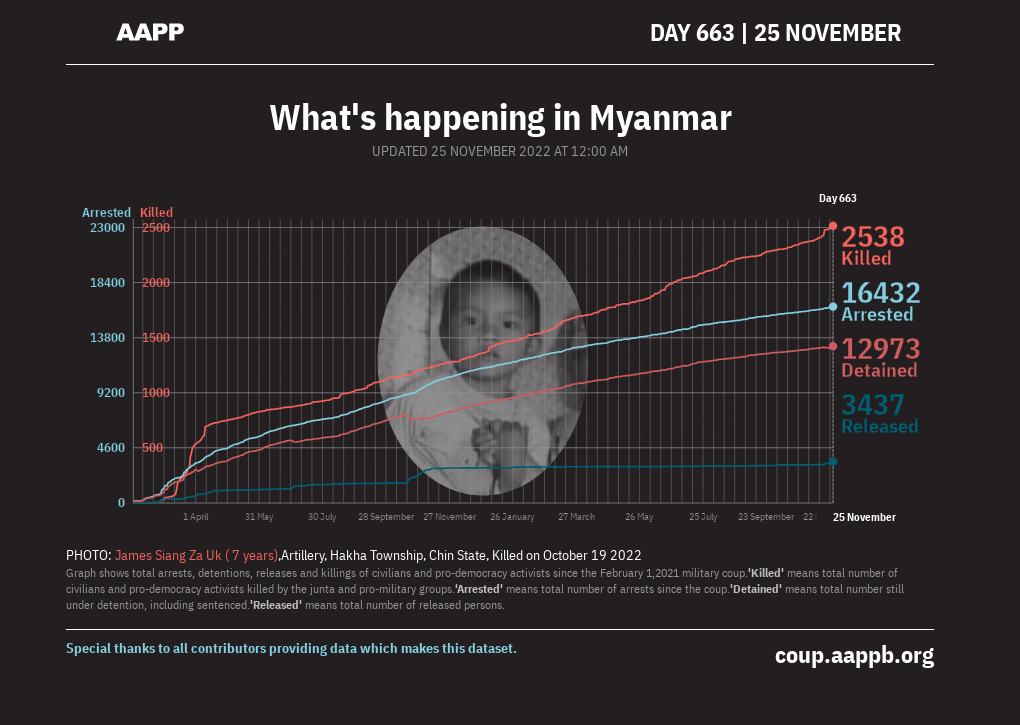 AAPP
DAY 663 | 25 NOVEMBER
What's happening in Myanmar
UPDATED 25 NOVEMBER 2022 AT 12:00 AM
Day 663
Arrested Killed
23000 2500
18400 2000
13800 1500
9200 1000
4600 500
0
2538
Killed
16432
Arrested
12973
Detained
3437
Released
1 April 31 May 30 July 28 September 27 November 26 January 27 March 26 May 25 July 23 September 22 25 November
PHOTO: James Siang Za Uk ( 7 years),Artillery, Hakha Township, Chin State, Killed on October 19 2022
Graph shows total arrests, detentions, releases and killings of civilians and pro-democracy activists since the February 1,2021 military coup.'Killed' means total number of
civilians and pro-democracy activists killed by the junta and pro-military groups.'Arrested' means total number of arrests since the coup.'Detained' means total number still
under detention, including sentenced.'Released' means total number of released persons.
Special thanks to all contributors providing data which makes this dataset.
coup.aappb.org